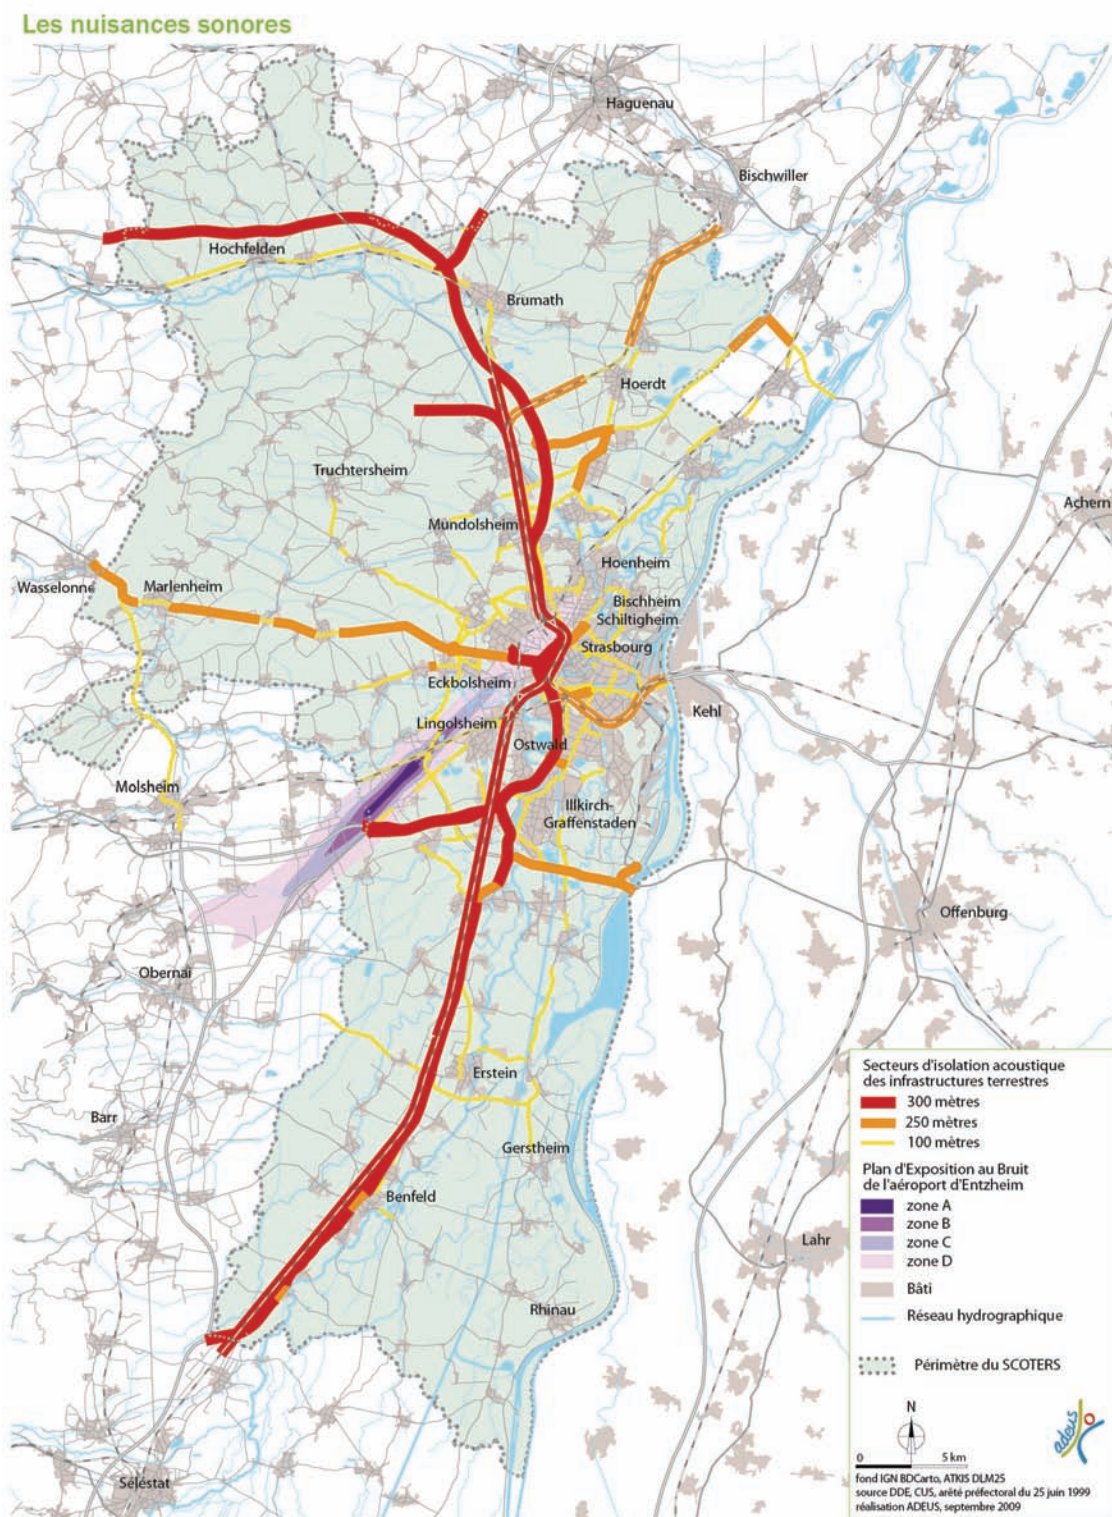 Les nuisances sonores
Haguenau
Bischwiller
Hochfelden
Brumath
Hoerdt
Truchtersheim
Achern
Mundolsheim
Hoenheim
Wasselonne
Marlenheim
Bischheim
Schiltigheim
Strasbourg
Eckbolsheim
Kehl
Lingolsheim
Ostwald
Molsheim
Illkirch-
Graffenstaden
Offenburg
Obernai
Erstein
Barr
Gerstheim
Benfeld
Lahr
Rhinau
Séléstat
Secteurs d'isolation acoustique
des infrastructures terrestres
300 mètres
250 mètres
100 mètres
Plan d'Exposition au Bruit
de l'aéroport d'Entzheim
zone A
zone B
zone C
zone D
Bâti
Réseau hydrographique
Périmètre du SCOTERS
N
0 5 km
adeus
fond IGN BDCarto, ATKIS DLM25
source DDE, CUS, arêté préfectoral du 25 juin 1999
réalisation ADEUS, septembre 2009